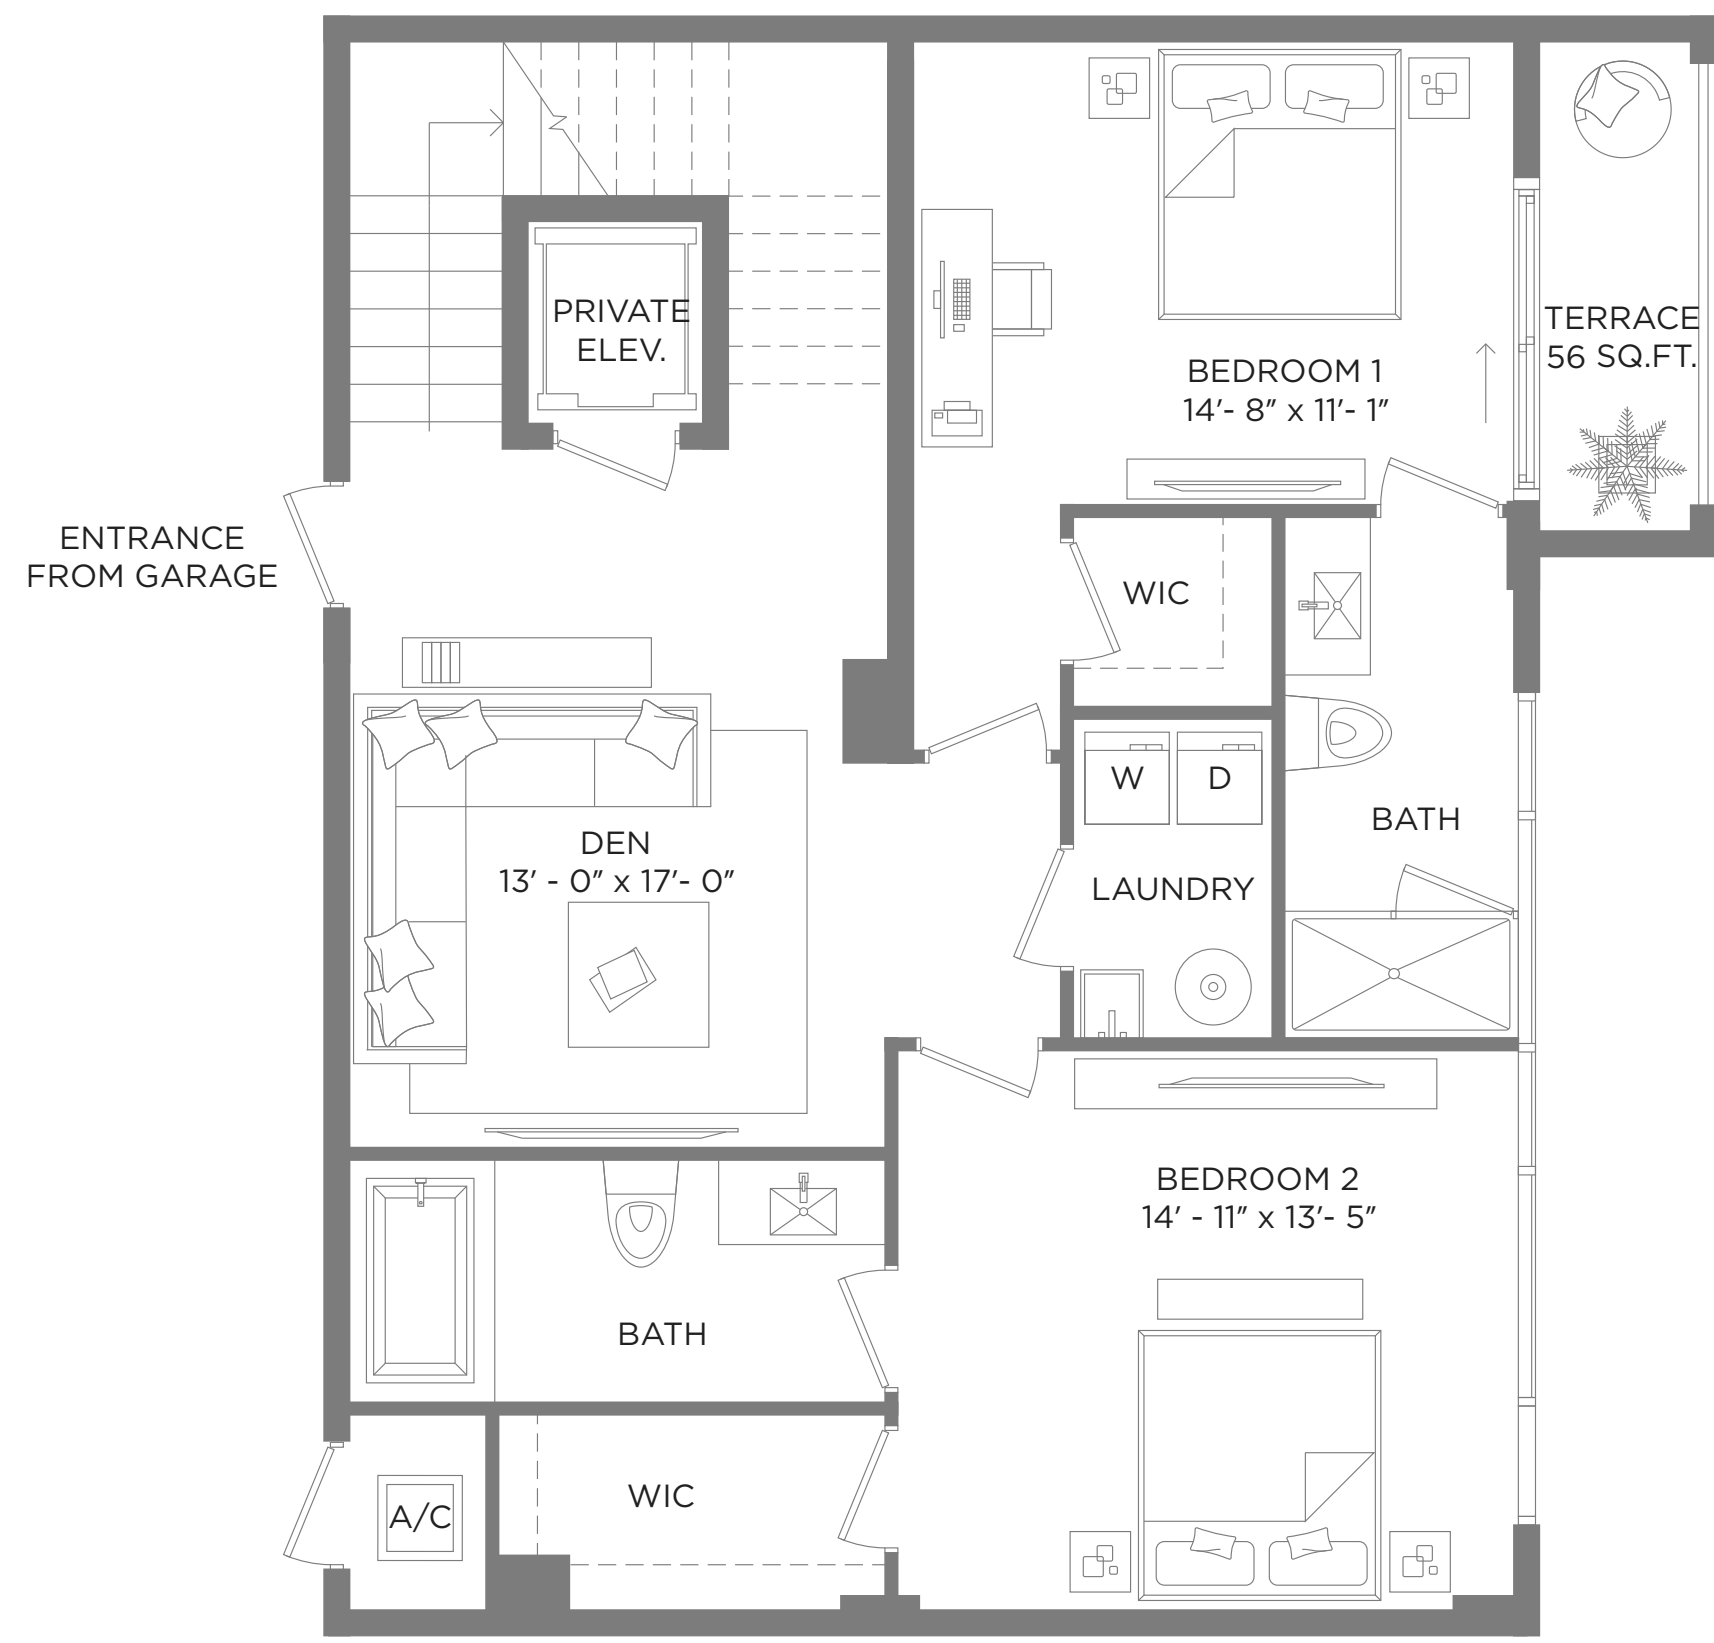 PRIVATE
ELEV.
TERRACE
56 SQ.FT.
BEDROOM 1
14'- 8" x 11'- 1"
ENTRANCE
FROM GARAGE
WIC
W
D
BATH
DEN
13' - 0" x 17'- 0"
LAUNDRY
BEDROOM 2
14' - 11" x 13'- 5"
BATH
WIC
A/C